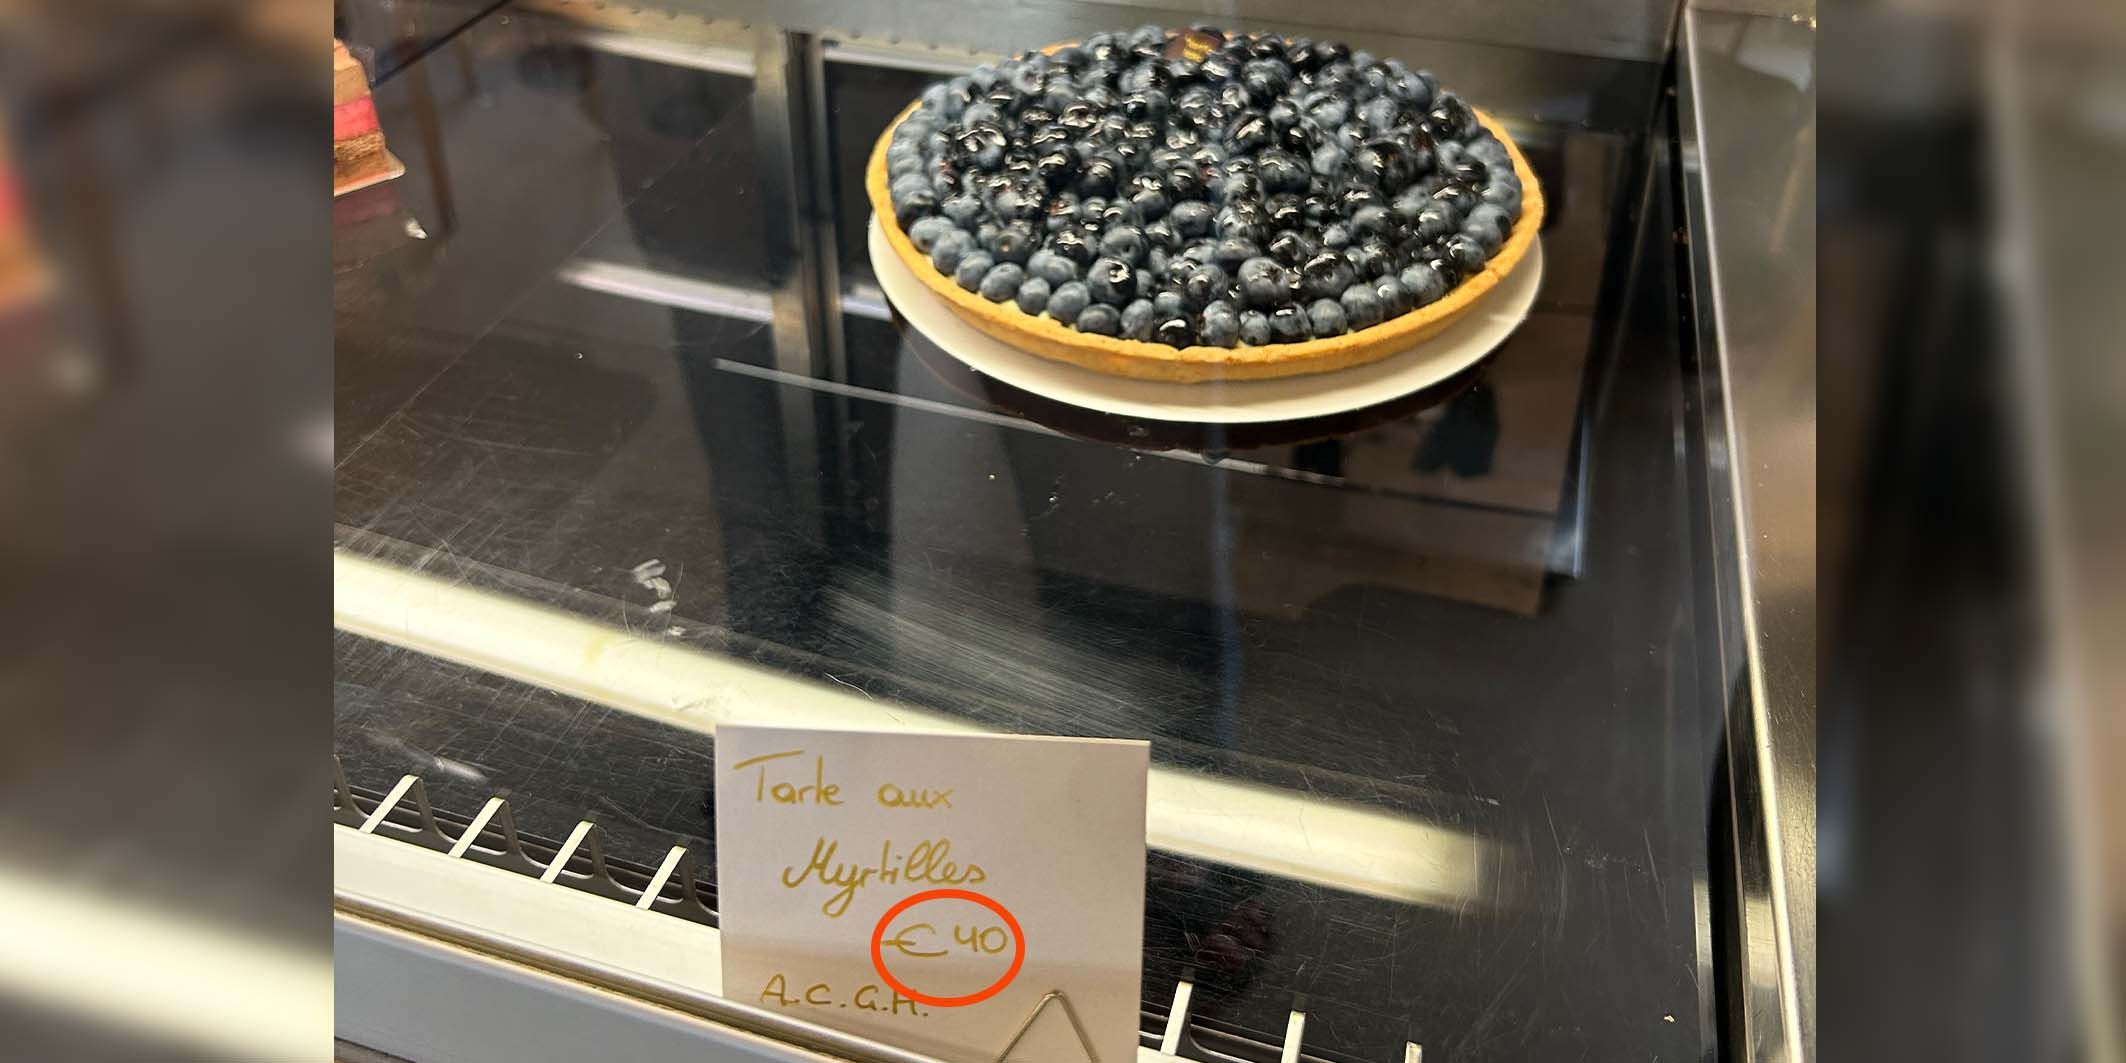 Tarte aux
Myrtilles
€40
A.C.G.H.